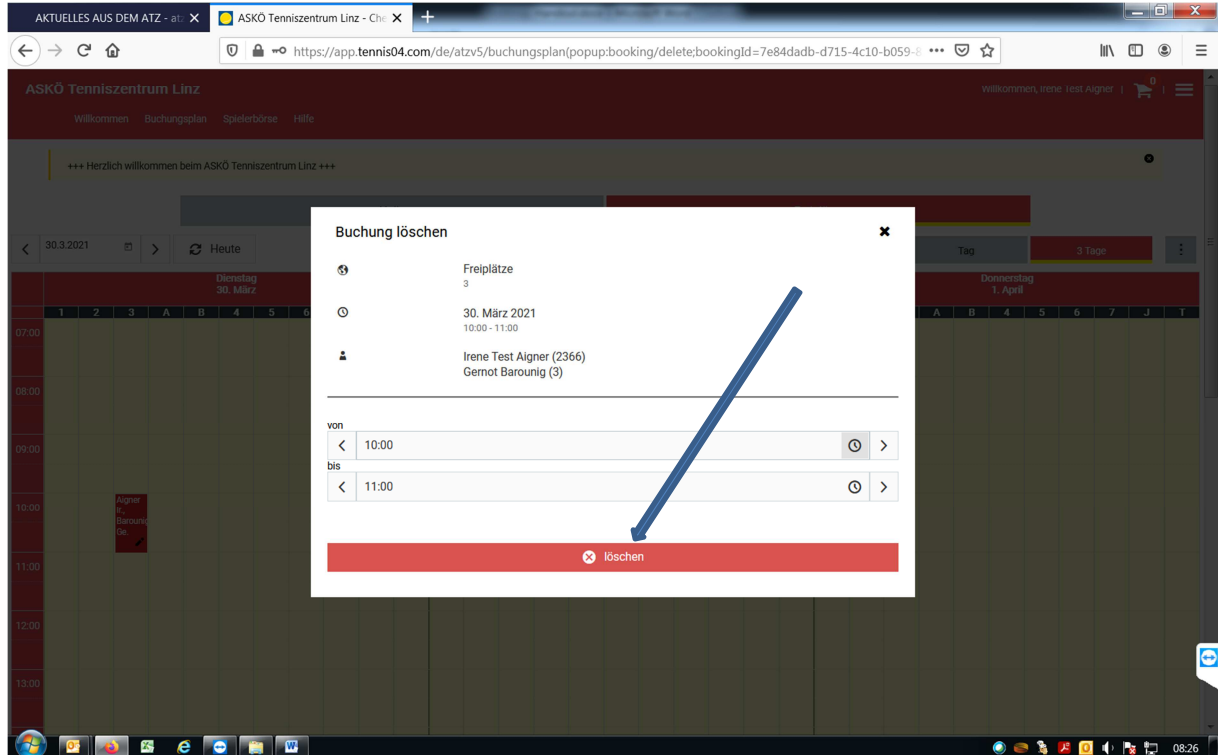 AKTUELLES AUS DEM ATZ - at
ASKÖ Tenniszentrum Linz - Che
https://app.tennis04.com/de/atzv5/buchungsplan(popup:booking/delete;bookingId=7e84dadb-d715-4c10-b059-8
ASKÖ Tenniszentrum Linz
Willkommen, Irene Test Aigner | 0 |
Willkommen Buchungsplan Spielerbörse Hilfe
+++ Herzlich willkommen beim ASKÖ Tenniszentrum Linz +++
30.3.2021 Heute Tag 3 Tage
Dienstag
30. März
Donnerstag
1. April
1 2 3 A B 4 5 6
A B 4 5 6 7 J T
07:00
08:00
09:00
10:00
11:00
12:00
13:00
Aigner
Ir.,
Barounig
Ge.
Buchung löschen
Freiplätze
3
30. März 2021
10:00 - 11:00
Irene Test Aigner (2366)
Gernot Barounig (3)
von
10:00
bis
11:00
löschen
08:26